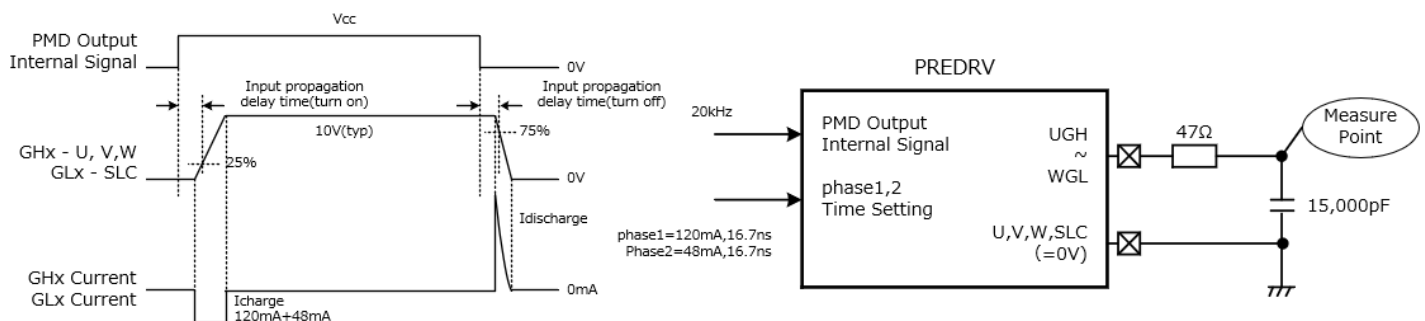 Vcc
PMD Output
Internal Signal
0V
Input propagation
delay time(turn on)
Input propagation
delay time(turn off)
10V(typ)
75%
GHx - U, V,W
GLx - SLC
25%
0V
Idischarge
GHx Current
GLx Current
0mA
Icharge
120mA+48mA
PREDRV
20kHz
PMD Output
Internal Signal
UGH
~
WGL
47Ω
Measure
Point
phase1,2
Time Setting
15,000pF
phase1=120mA,16.7ns
Phase2=48mA,16.7ns
U,V,W,SLC
(=0V)